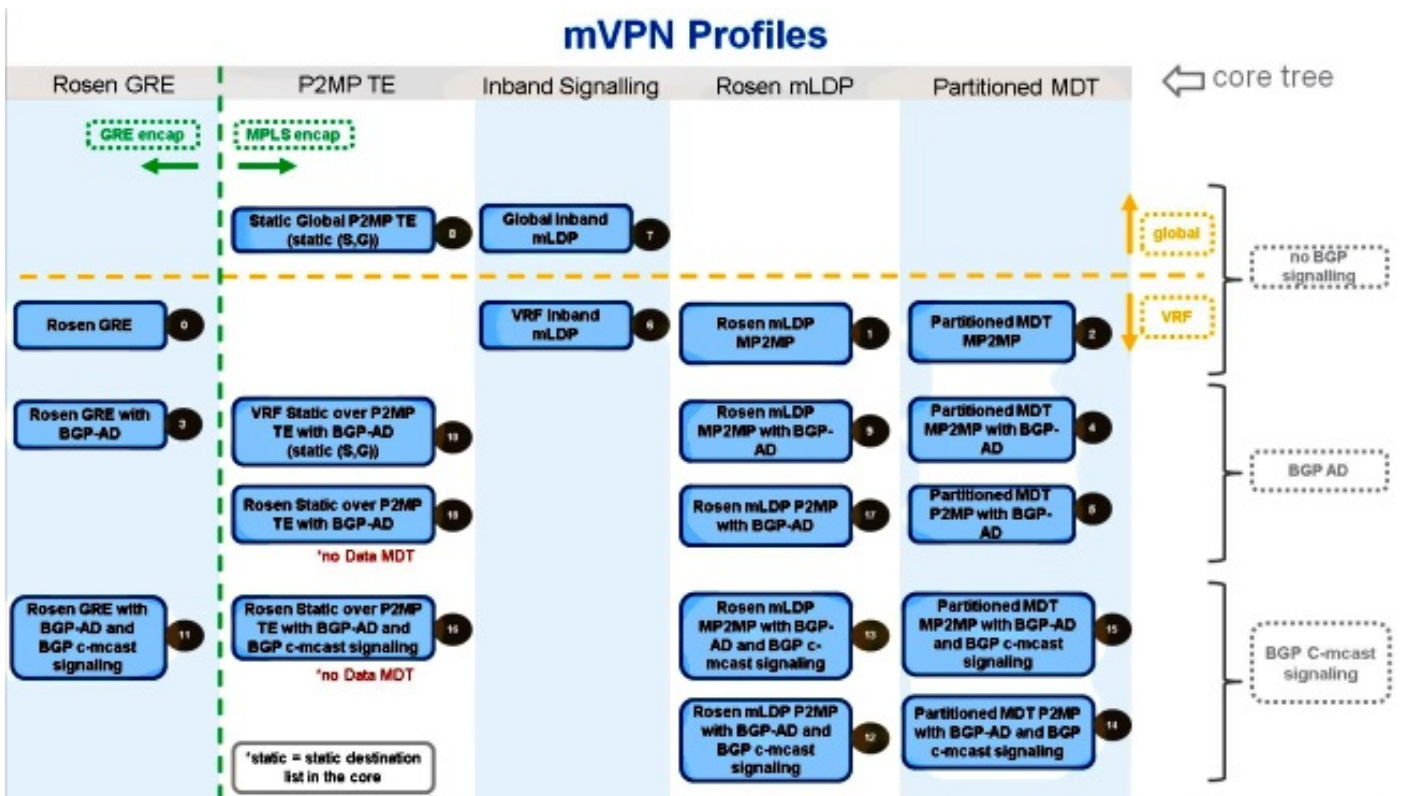 mVPN Profiles
Rosen GRE
P2MP TE
Inband Signalling
Rosen mLDP
Partitioned MDT
core tree
GRE encap
MPLS encap
Static Global P2MP TE
(static (S,G))
8
Global Inband
mLDP
7
global
no BGP
signalling
Rosen GRE
0
VRF Inband
mLDP
6
Rosen mLDP
MP2MP
1
Partitioned MDT
MP2MP
2
VRF
Rosen GRE with
BGP-AD
3
VRF Static over P2MP
TE with BGP-AD
(static (S,G))
10
Rosen mLDP
MP2MP with BGP-
AD
9
Partitioned MDT
MP2MP with BGP-
AD
4
BGP AD
Rosen Static over P2MP
TE with BGP-AD
18
*no Data MDT
Rosen mLDP P2MP
with BGP-AD
17
Partitioned MDT
P2MP with BGP-
AD
5
Rosen GRE with
BGP-AD and
BGP c-mcast
signaling
11
Rosen Static over P2MP
TE with BGP-AD and
BGP c-mcast signaling
16
*no Data MDT
Rosen mLDP
MP2MP with BGP-
AD and BGP c-
mcast signaling
13
Partitioned MDT
MP2MP with BGP-AD
and BGP c-mcast
signaling
15
BGP C-mcast
signaling
Rosen mLDP P2MP
with BGP-AD and
BGP c-mcast
signaling
12
Partitioned MDT P2MP
with BGP-AD and BGP
c-mcast signaling
14
*static = static destination
list in the core